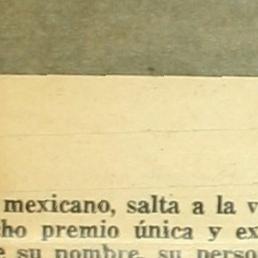 mexicano, salta a la
premio única y
su nombre, su